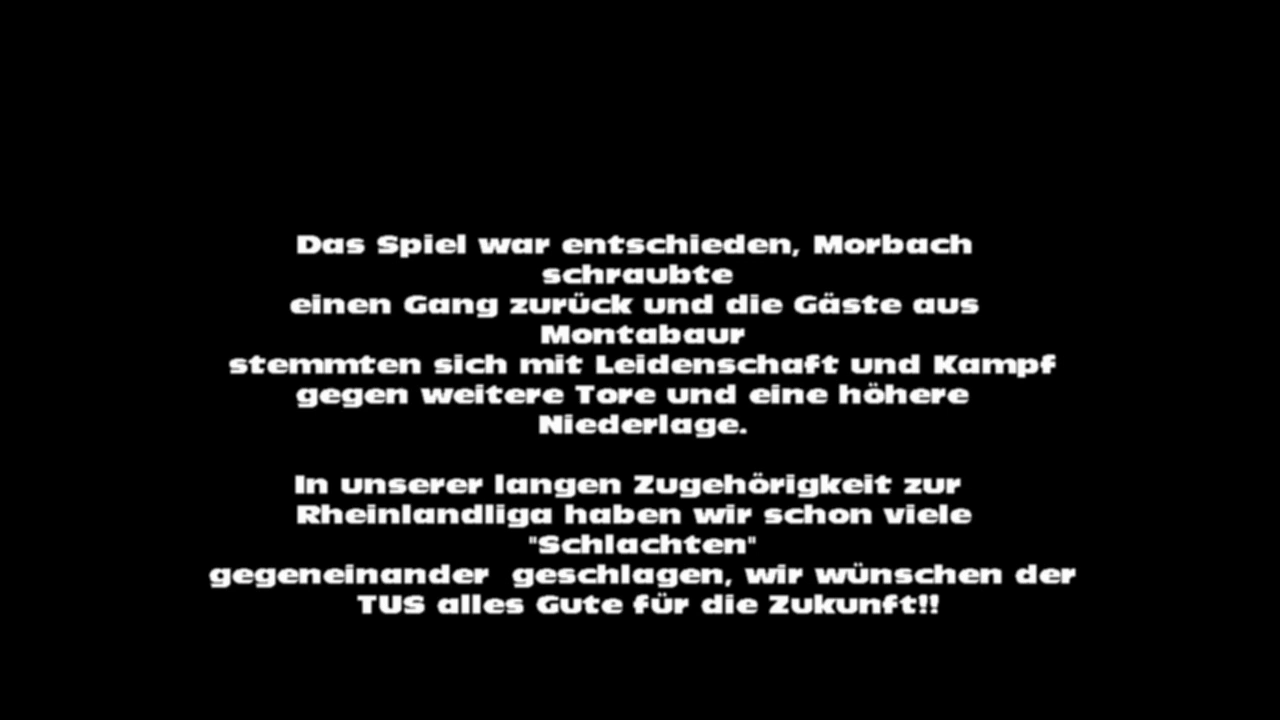 Das Spiel war entschieden, Morbach
schraubte
einen Gang zurück und die Gäste aus
Montabaur
stemmten sich mit Leidenschaft und Kampf
gegen weitere Tore und eine höhere
Niederlage.
In unserer langen Zugehörigkeit zur
Rheinlandliga haben wir schon viele
"Schlachten"
gegeneinander  geschlagen, wir wünschen der
TUS alles Gute für die Zukunft!!